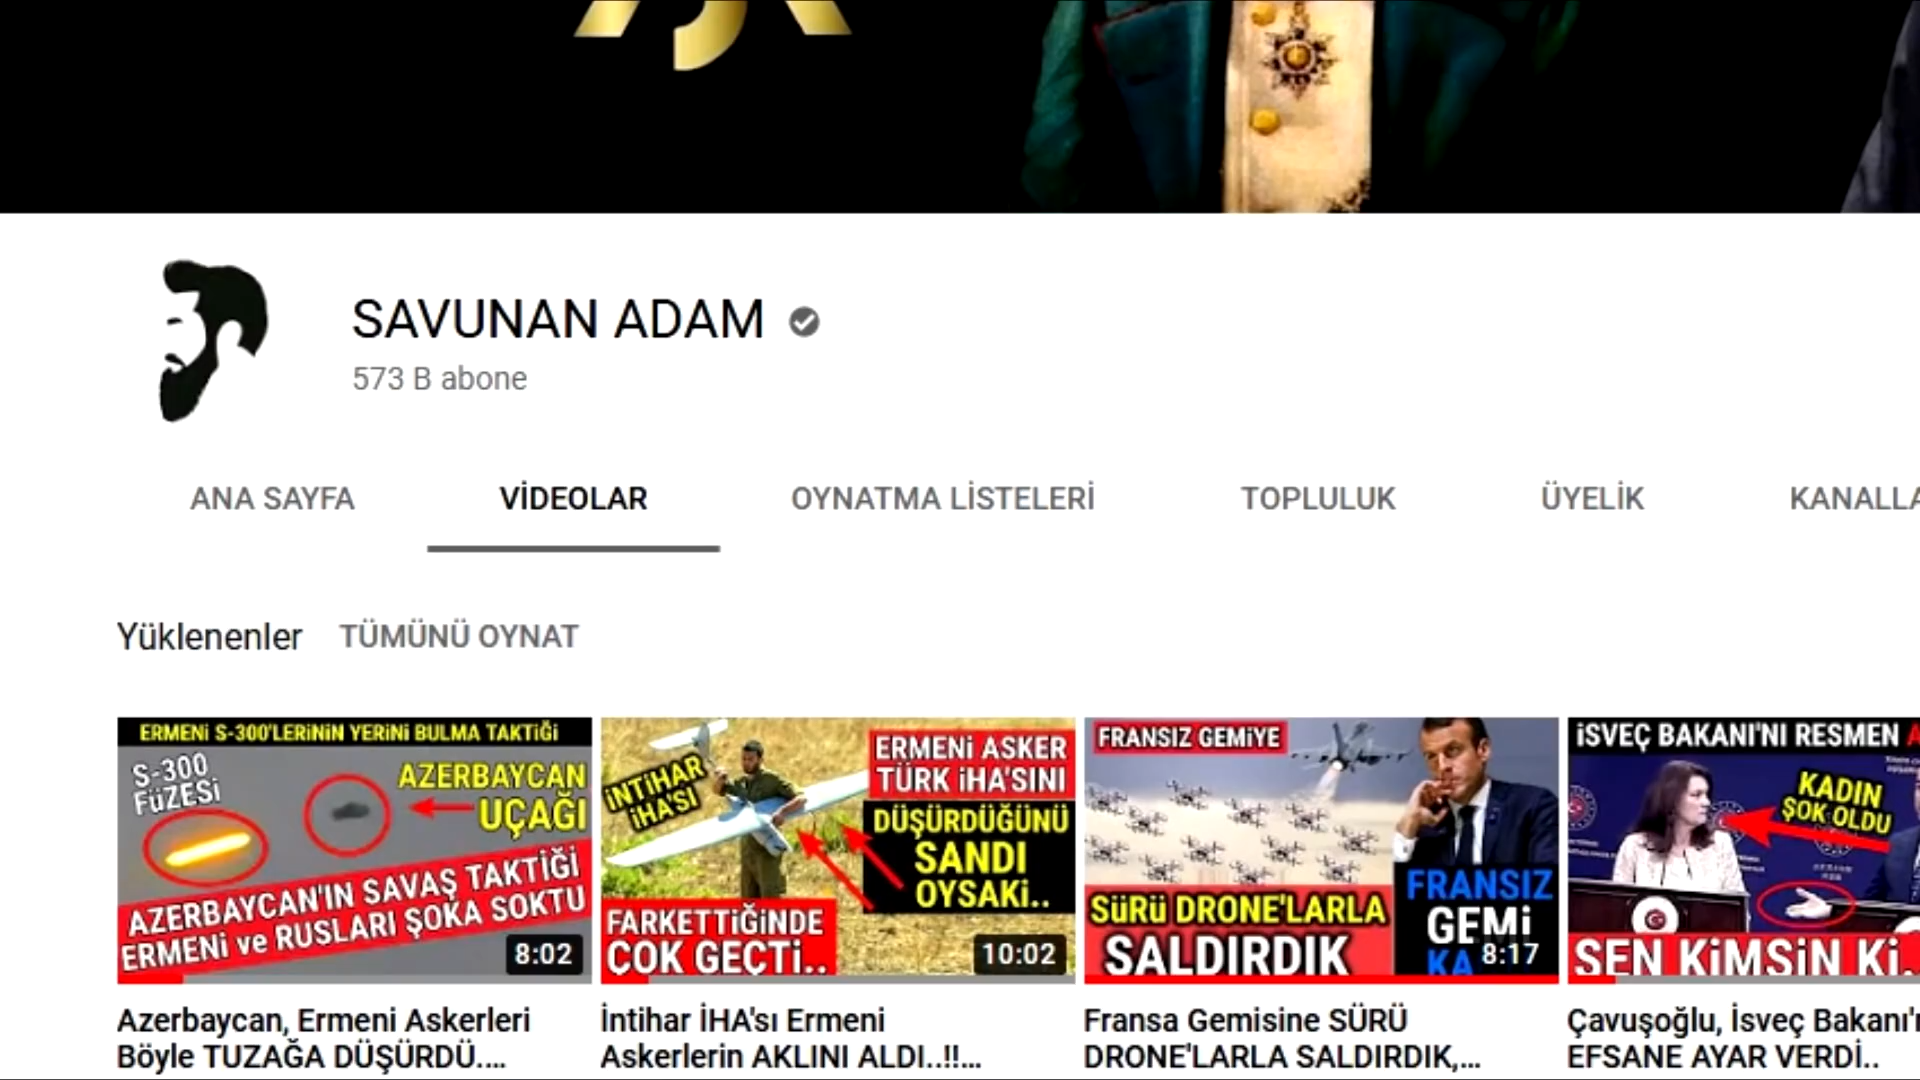 SAVUNAN ADAM
573 B abone
ANA SAYFA
VİDEOLAR
OYNATMA LİSTELERİ
TOPLULUK
ÜYELİK
KANALLA
Yüklenenler
TÜMÜNÜ OYNAT
ERMENİ S-300'LERİNİN YERİNİ BULMA TAKTİĞİ
S-300
FÜZESİ
AZERBAYCAN
UÇAĞI
AZERBAYCAN'IN SAVAŞ TAKTİĞİ
ERMENİ ve RUSLARI ŞOKA SOKTU
8:02
Azerbaycan, Ermeni Askerleri
Böyle TUZAĞA DÜŞÜRDÜ....
İNTİHAR
İHA'SI
ERMENİ ASKER
TÜRK İHA'SINI
DÜŞÜRDÜĞÜNÜ
SANDI
OYSAKİ..
FARKETTİĞİNDE
ÇOK GEÇTİ..
10:02
İntihar İHA'sı Ermeni
Askerlerin AKLINI ALDI..!!...
FRANSIZ GEMİYE
SÜRÜ DRONE'LARLA
SALDIRDIK
FRANSIZ
GEMİ
KA
8:17
Fransa Gemisine SÜRÜ
DRONE'LARLA SALDIRDIK,...
İSVEÇ BAKANI'NI RESMEN A
KADIN
ŞOK OLDU
SEN KİMSİN Kİ..
Çavuşoğlu, İsveç Bakanı'n
EFSANE AYAR VERDİ..